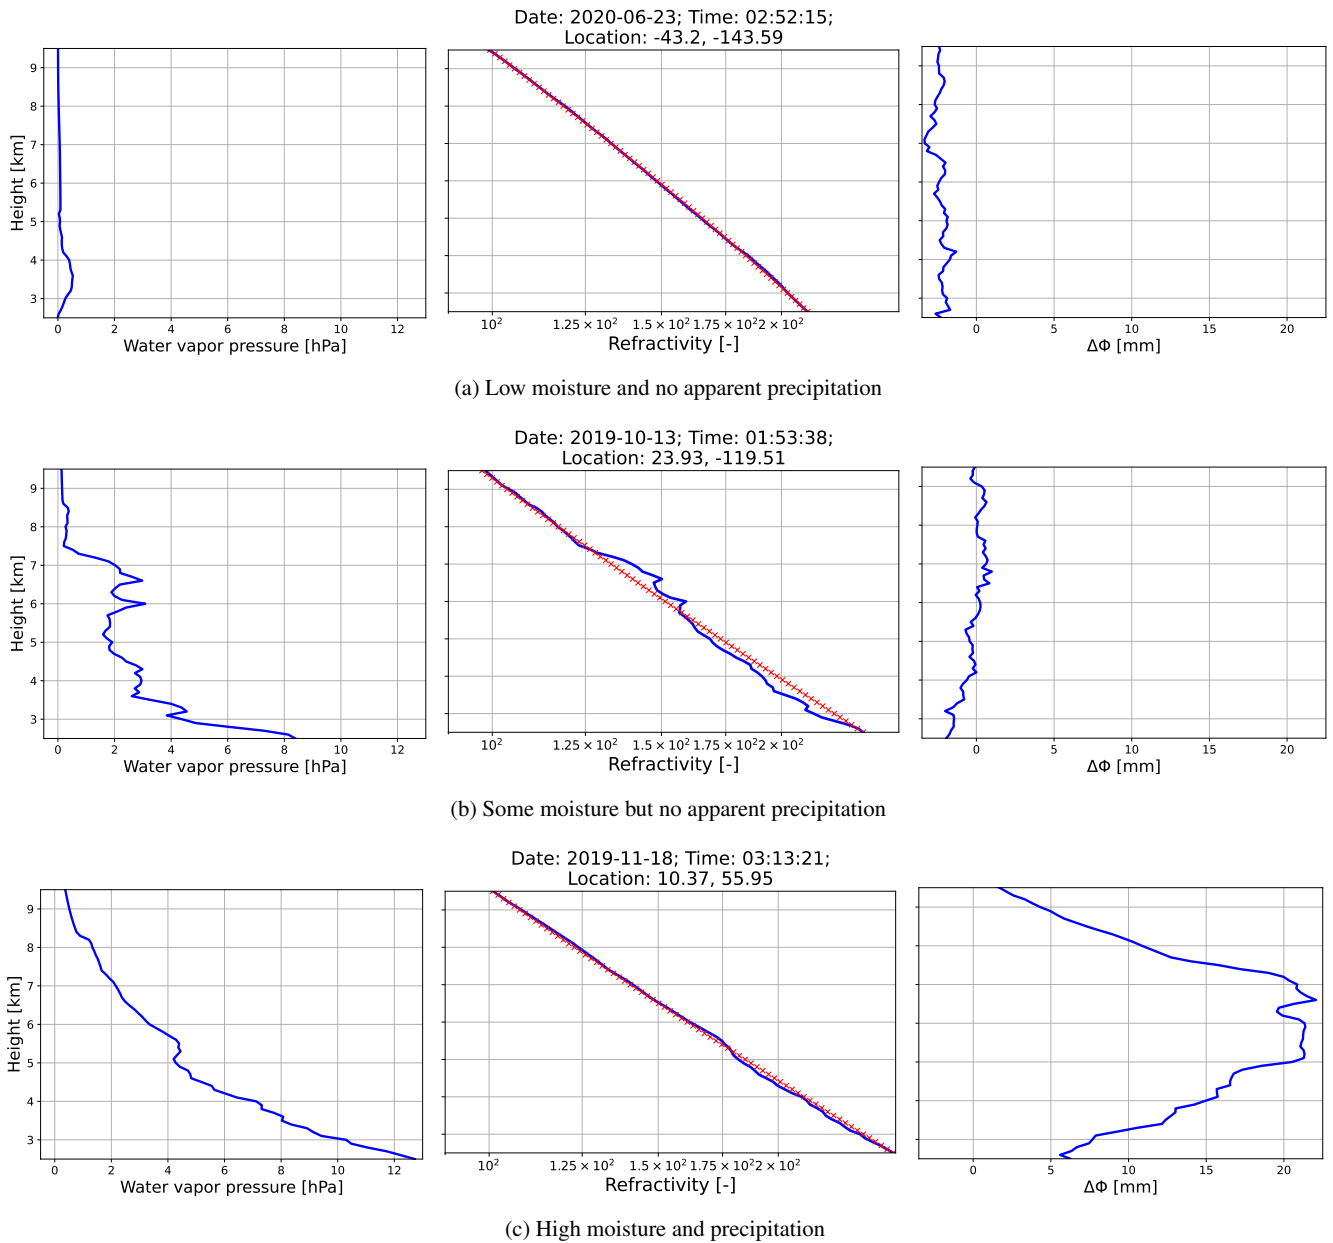 Date: 2020-06-23; Time: 02:52:15;
Location: -43.2, -143.59
Height [km]
9
8
7
6
5
4
3
0 2 4 6 8 10 12
Water vapor pressure [hPa]
10² 1.25 × 10² 1.5 × 10² 1.75 × 10² 2 × 10²
Refractivity [-]
0 5 10 15 20
ΔΦ [mm]
(a) Low moisture and no apparent precipitation
Date: 2019-10-13; Time: 01:53:38;
Location: 23.93, -119.51
Height [km]
9
8
7
6
5
4
3
0 2 4 6 8 10 12
Water vapor pressure [hPa]
10² 1.25 × 10² 1.5 × 10² 1.75 × 10² 2 × 10²
Refractivity [-]
0 5 10 15 20
ΔΦ [mm]
(b) Some moisture but no apparent precipitation
Date: 2019-11-18; Time: 03:13:21;
Location: 10.37, 55.95
Height [km]
9
8
7
6
5
4
3
0 2 4 6 8 10 12
Water vapor pressure [hPa]
10² 1.25 × 10² 1.5 × 10² 1.75 × 10² 2 × 10²
Refractivity [-]
0 5 10 15 20
ΔΦ [mm]
(c) High moisture and precipitation